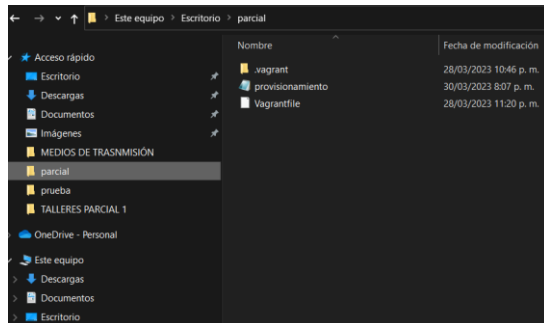 Este equipo > Escritorio > parcial
Nombre
Fecha de modificación
Acceso rápido
Escritorio
Descargas
Documentos
Imágenes
MEDIOS DE TRASNMISIÓN
parcial
prueba
TALLERES PARCIAL 1
OneDrive - Personal
Este equipo
Descargas
Documentos
Escritorio
.vagrant
28/03/2023 10:46 p. m.
provisionamiento
30/03/2023 8:07 p. m.
Vagrantfile
28/03/2023 11:20 p. m.